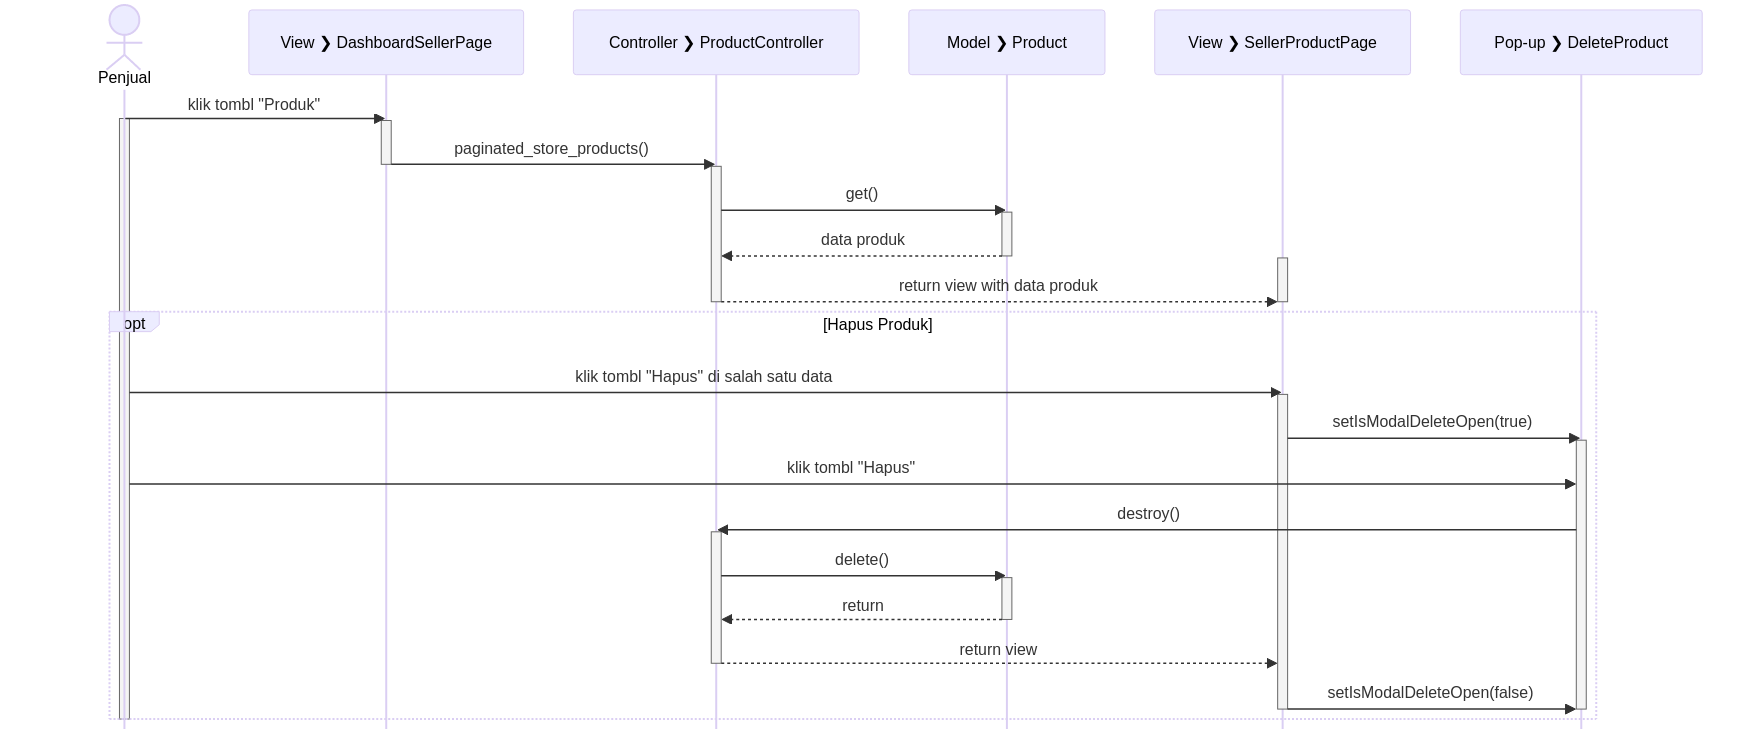 Penjual
View ❯ DashboardSellerPage
Controller ❯ ProductController
Model ❯ Product
View ❯ SellerProductPage
Pop-up ❯ DeleteProduct
klik tombl "Produk"
paginated_store_products()
get()
data produk
return view with data produk
opt
[Hapus Produk]
klik tombl "Hapus" di salah satu data
setIsModalDeleteOpen(true)
klik tombl "Hapus"
destroy()
delete()
return
return view
setIsModalDeleteOpen(false)